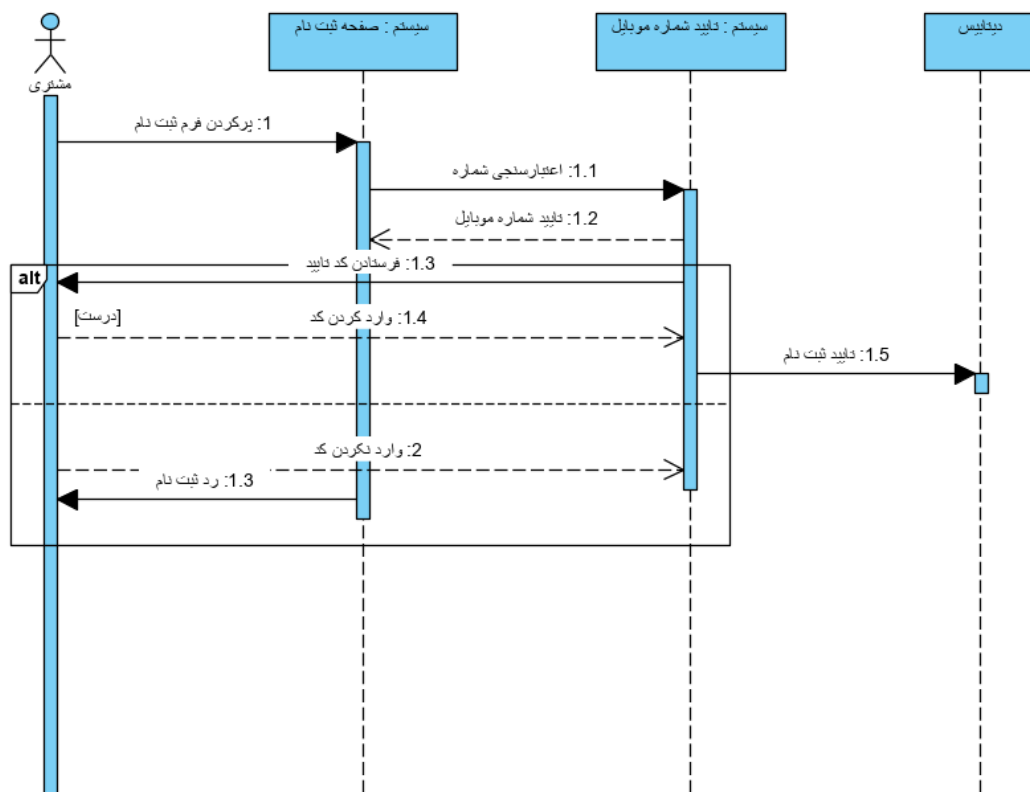 سیستم : صفحه ثبت نام
سیستم : تایید شماره موبایل
دیتابیس
مشتری
1: پرکردن فرم ثبت نام
1.1: اعتبارسنجی شماره
1.2: تایید شماره موبایل
alt
1.3: فرستادن کد تایید
[درست]
1.4: وارد کردن کد
1.5: تایید ثبت نام
2: وارد نکردن کد
1.3: رد ثبت نام